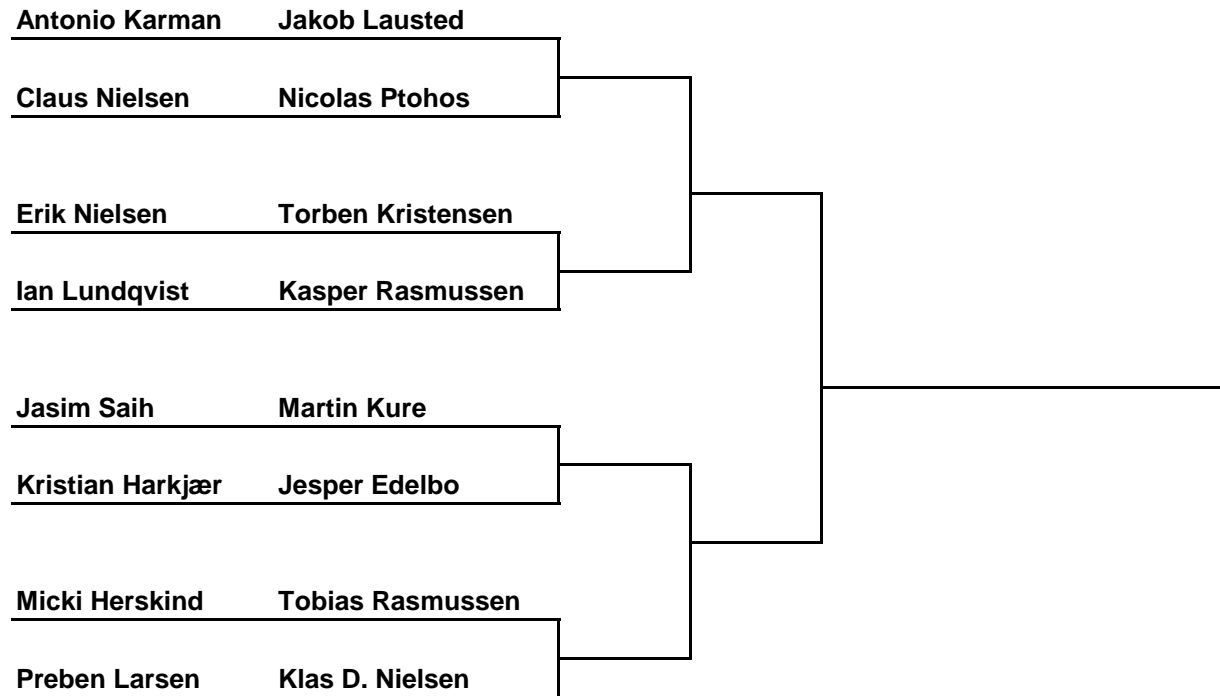 Antonio Karman Jakob Lausted
Claus Nielsen Nicolas Ptohos
Erik Nielsen Torben Kristensen
Ian Lundqvist Kasper Rasmussen
Jasim Saih Martin Kure
Kristian Harkjær Jesper Edelbo
Micki Herskind Tobias Rasmussen
Preben Larsen Klas D. Nielsen